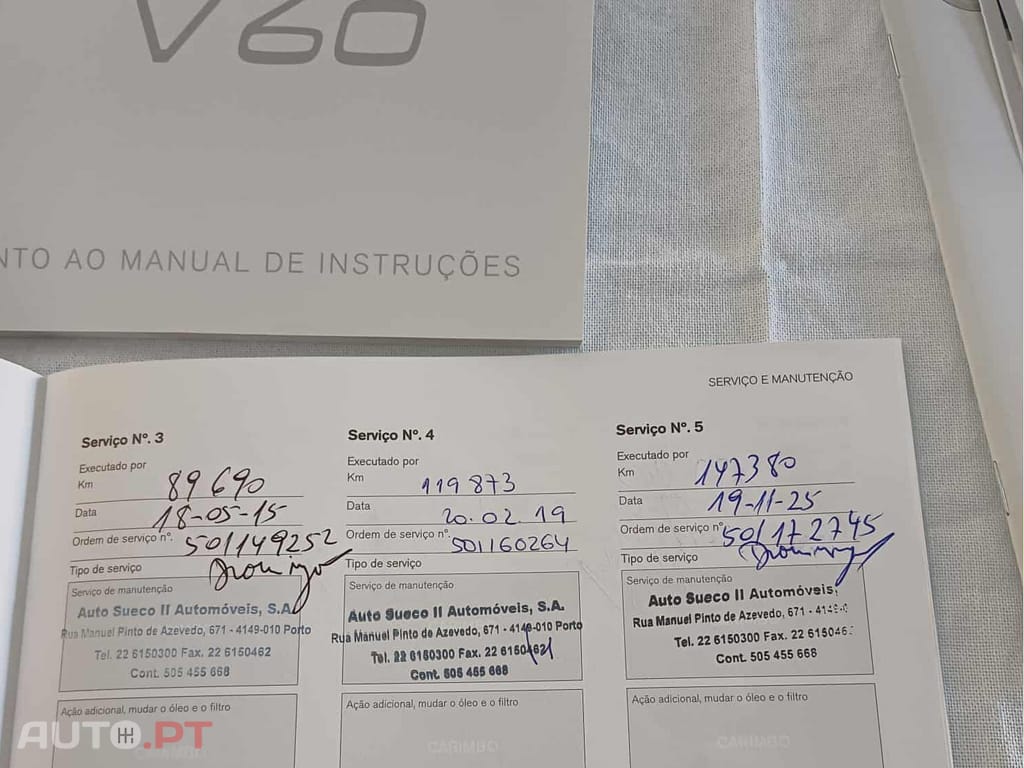 V60
NTO AO MANUAL DE INSTRUÇÕES
SERVIÇO E MANUTENÇÃO
Serviço Nº. 3
Executado por
Km 89690
Data 18-05-15
Ordem de serviço nº. 501149252
Tipo de serviço
Serviço de manutenção
Auto Sueco II Automóveis, S.A.
Rua Manuel Pinto de Azevedo, 671 - 4149-010 Porto
Tel. 22 6150300 Fax. 22 6150462
Cont. 505 455 668
Ação adicional, mudar o óleo e o filtro
CARIMBO
Serviço Nº. 4
Executado por
Km 119873
Data 20.02.19
Ordem de serviço nº. 501160264
Tipo de serviço
Serviço de manutenção
Auto Sueco II Automóveis, S.A.
Rua Manuel Pinto de Azevedo, 671 - 4149-010 Porto
Tel. 22 6150300 Fax. 22 6150462
Cont. 505 455 668
Ação adicional, mudar o óleo e o filtro
CARIMBO
Serviço Nº. 5
Executado por
Km 147380
Data 19-11-25
Ordem de serviço nº 501172745
Tipo de serviço
Serviço de manutenção
Auto Sueco II Automóveis,
Rua Manuel Pinto de Azevedo, 671 - 4149-0
Tel. 22 6150300 Fax. 22 615046
Cont. 505 455 668
Ação adicional, mudar o óleo e o filtro
CARIMBO
AUTO.PT